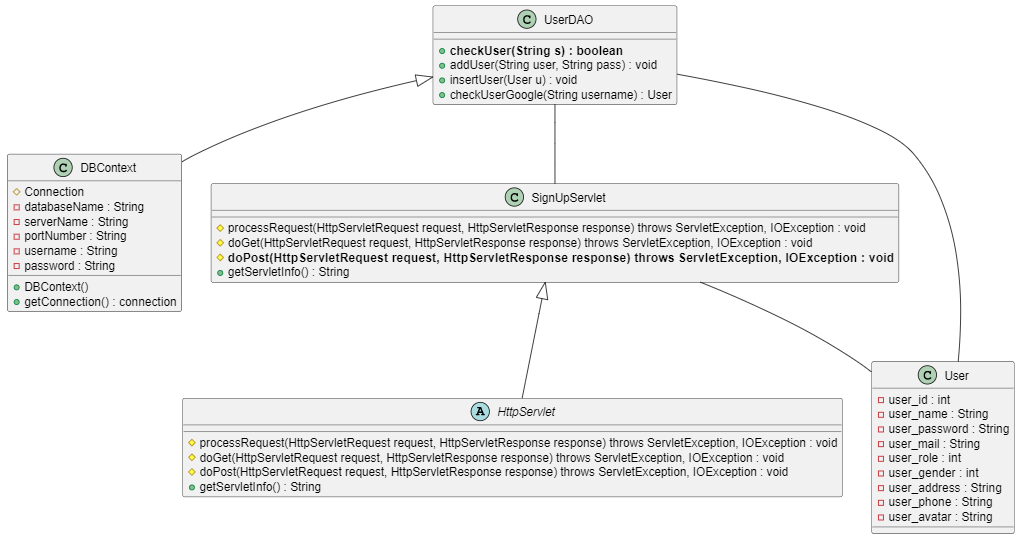 C UserDAO
checkUser(String s) : boolean
addUser(String user, String pass) : void
insertUser(User u) : void
checkUserGoogle(String username) : User
C DBContext
Connection
databaseName : String
serverName : String
portNumber : String
username : String
password : String
DBContext()
getConnection() : connection
C SignUpServlet
processRequest(HttpServletRequest request, HttpServletResponse response) throws ServletException, IOException : void
doGet(HttpServletRequest request, HttpServletResponse response) throws ServletException, IOException : void
doPost(HttpServletRequest request, HttpServletResponse response) throws ServletException, IOException : void
getServletInfo() : String
A HttpServlet
processRequest(HttpServletRequest request, HttpServletResponse response) throws ServletException, IOException : void
doGet(HttpServletRequest request, HttpServletResponse response) throws ServletException, IOException : void
doPost(HttpServletRequest request, HttpServletResponse response) throws ServletException, IOException : void
getServletInfo() : String
C User
user_id : int
user_name : String
user_password : String
user_mail : String
user_role : int
user_gender : int
user_address : String
user_phone : String
user_avatar : String